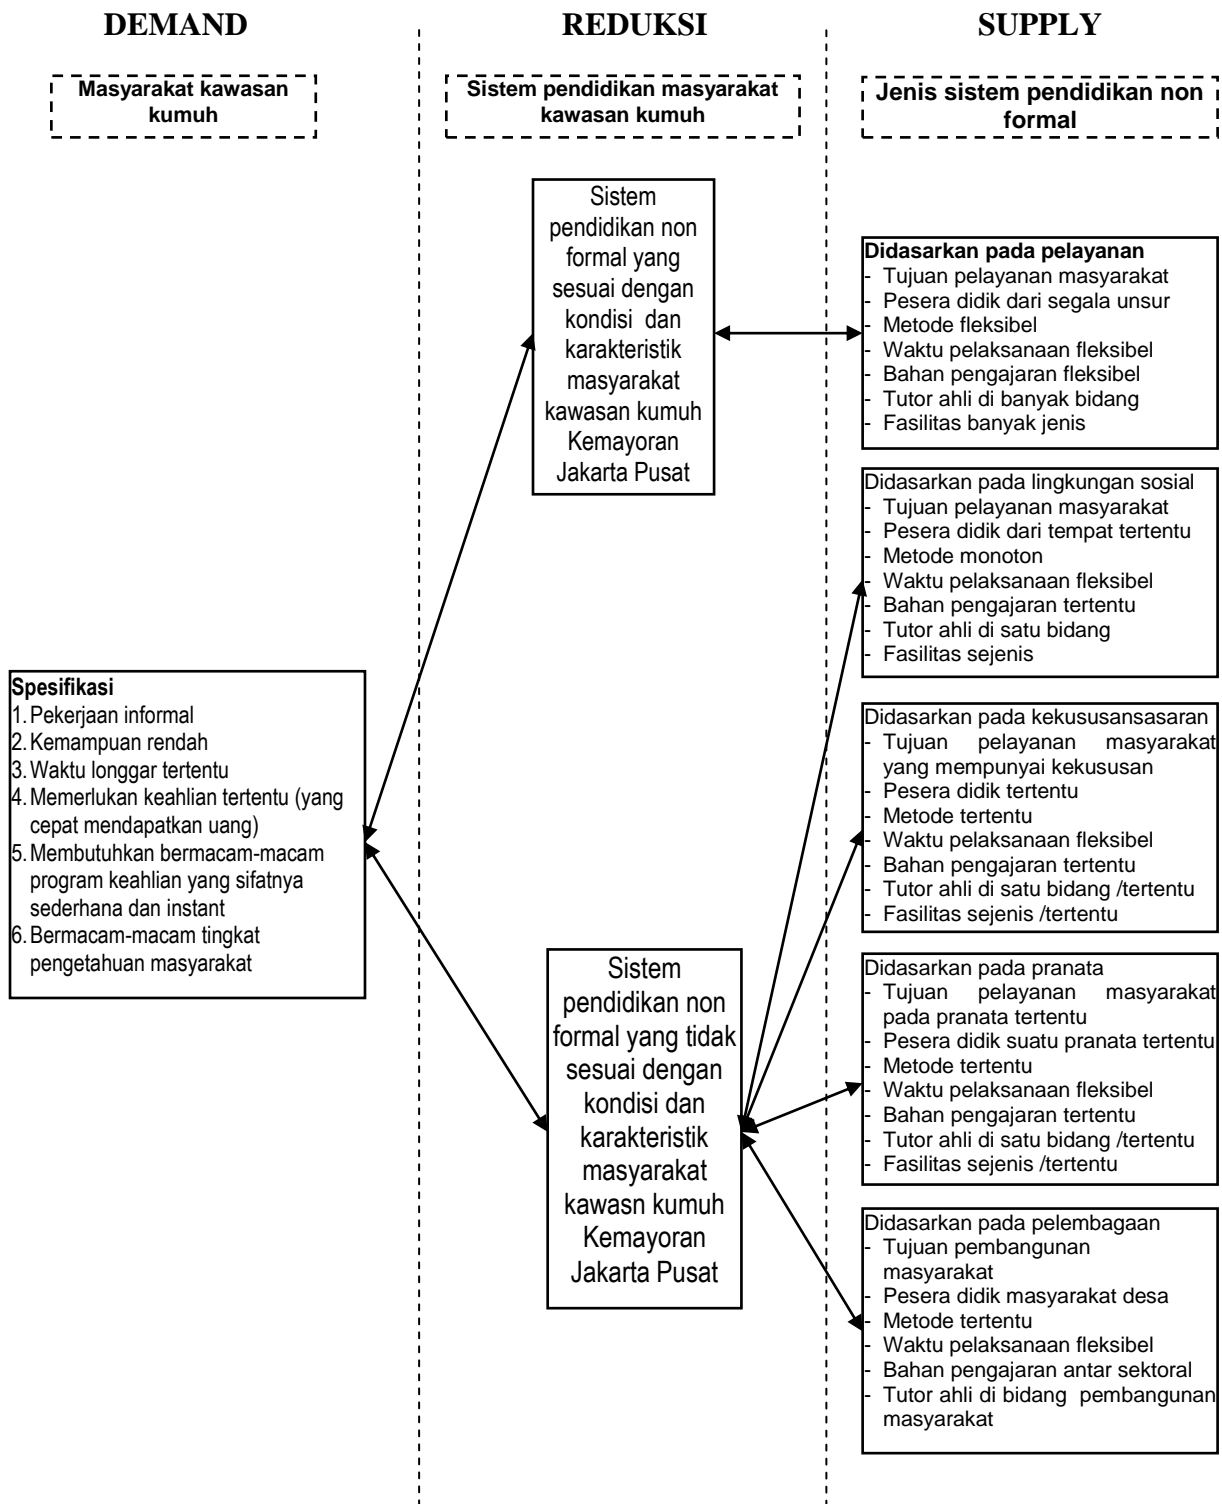 DEMAND
REDUKSI
SUPPLY
Masyarakat kawasan
kumuh
Sistem pendidikan masyarakat
kawasan kumuh
Jenis sistem pendidikan non
formal
Sistem
pendidikan non
formal yang
sesuai dengan
kondisi dan
karakteristik
masyarakat
kawasan kumuh
Kemayoran
Jakarta Pusat
Didasarkan pada pelayanan
- Tujuan pelayanan masyarakat
- Pesera didik dari segala unsur
- Metode fleksibel
- Waktu pelaksanaan fleksibel
- Bahan pengajaran fleksibel
- Tutor ahli di banyak bidang
- Fasilitas banyak jenis
Didasarkan pada lingkungan sosial
- Tujuan pelayanan masyarakat
- Pesera didik dari tempat tertentu
- Metode monoton
- Waktu pelaksanaan fleksibel
- Bahan pengajaran tertentu
- Tutor ahli di satu bidang
- Fasilitas sejenis
Spesifikasi
1. Pekerjaan informal
2. Kemampuan rendah
3. Waktu longgar tertentu
4. Memerlukan keahlian tertentu (yang
cepat mendapatkan uang)
5. Membutuhkan bermacam-macam
program keahlian yang sifatnya
sederhana dan instant
6. Bermacam-macam tingkat
pengetahuan masyarakat
Didasarkan pada kekususansasaran
- Tujuan pelayanan masyarakat
yang mempunyai kekususan
- Pesera didik tertentu
- Metode tertentu
- Waktu pelaksanaan fleksibel
- Bahan pengajaran tertentu
- Tutor ahli di satu bidang /tertentu
- Fasilitas sejenis /tertentu
Sistem
pendidikan non
formal yang tidak
sesuai dengan
kondisi dan
karakteristik
masyarakat
kawasn kumuh
Kemayoran
Jakarta Pusat
Didasarkan pada pranata
- Tujuan pelayanan masyarakat
pada pranata tertentu
- Pesera didik suatu pranata tertentu
- Metode tertentu
- Waktu pelaksanaan fleksibel
- Bahan pengajaran tertentu
- Tutor ahli di satu bidang /tertentu
- Fasilitas sejenis /tertentu
Didasarkan pada pelembagaan
- Tujuan pembangunan
masyarakat
- Pesera didik masyarakat desa
- Metode tertentu
- Waktu pelaksanaan fleksibel
- Bahan pengajaran antar sektoral
- Tutor ahli di bidang pembangunan
masyarakat